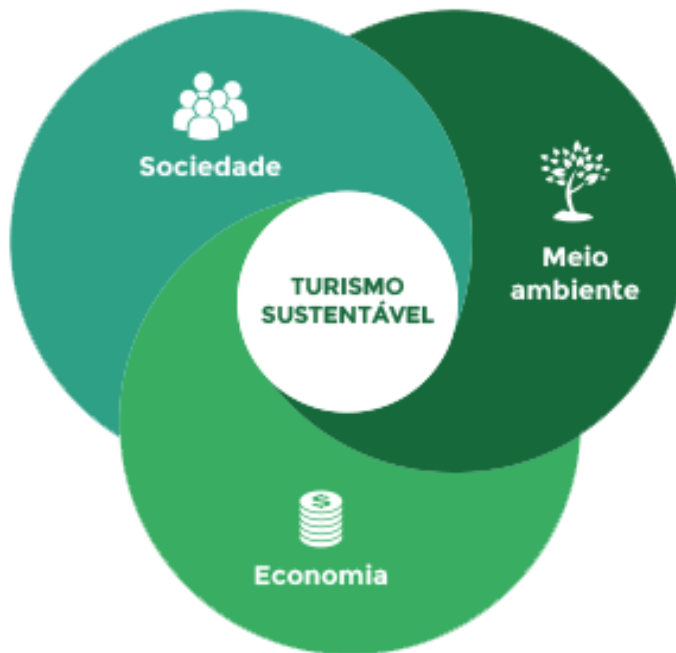 Sociedade
Meio
ambiente
TURISMO
SUSTENTÁVEL
$
Economia